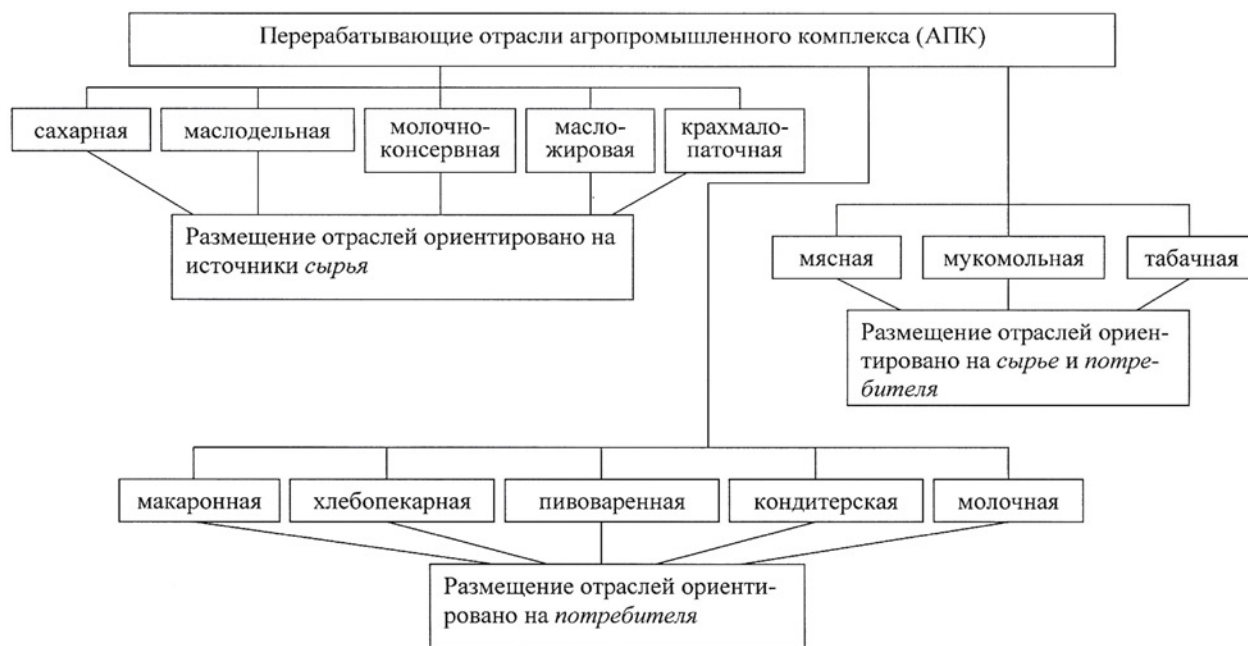 Перерабатывающие отрасли агропромышленного комплекса (АПК)
сахарная
маслодельная
молочно-
консервная
масло-
жировая
крахмало-
паточная
Размещение отраслей ориентировано на
источники сырья
мясная
мукомольная
табачная
Размещение отраслей ориен-
тировано на сырье и потре-
бителя
макаронная
хлебопекарная
пивоваренная
кондитерская
молочная
Размещение отраслей ориенти-
ровано на потребителя